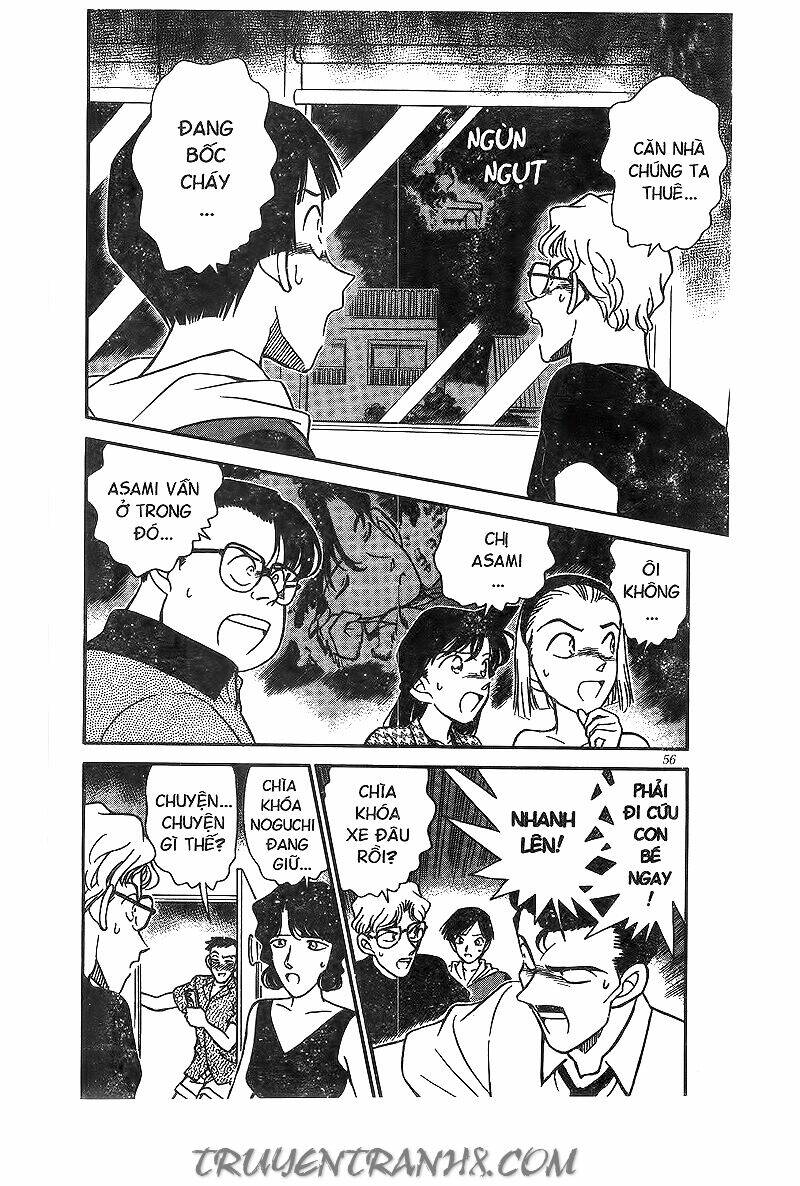 CĂN NHÀ
CHÚNG TA
THUÊ...
NGÙN
NGỤT
ĐANG
BỐC
CHÁY
...
ÔI
KHÔNG
...
CHỊ
ASAMI
...
ASAMI VẪN
Ở TRONG
ĐÓ...
56
PHẢI
ĐI CỨU
CON
BÉ
NGAY
!
NHANH
LÊN!
CHÌA
KHÓA
XE ĐÂU
RỒI?
CHÌA
KHÓA
NOGUCHI
ĐANG
GIỮ...
CHUYỆN...
CHUYỆN
GÌ THẾ?
TRUYENTRANH8.COM